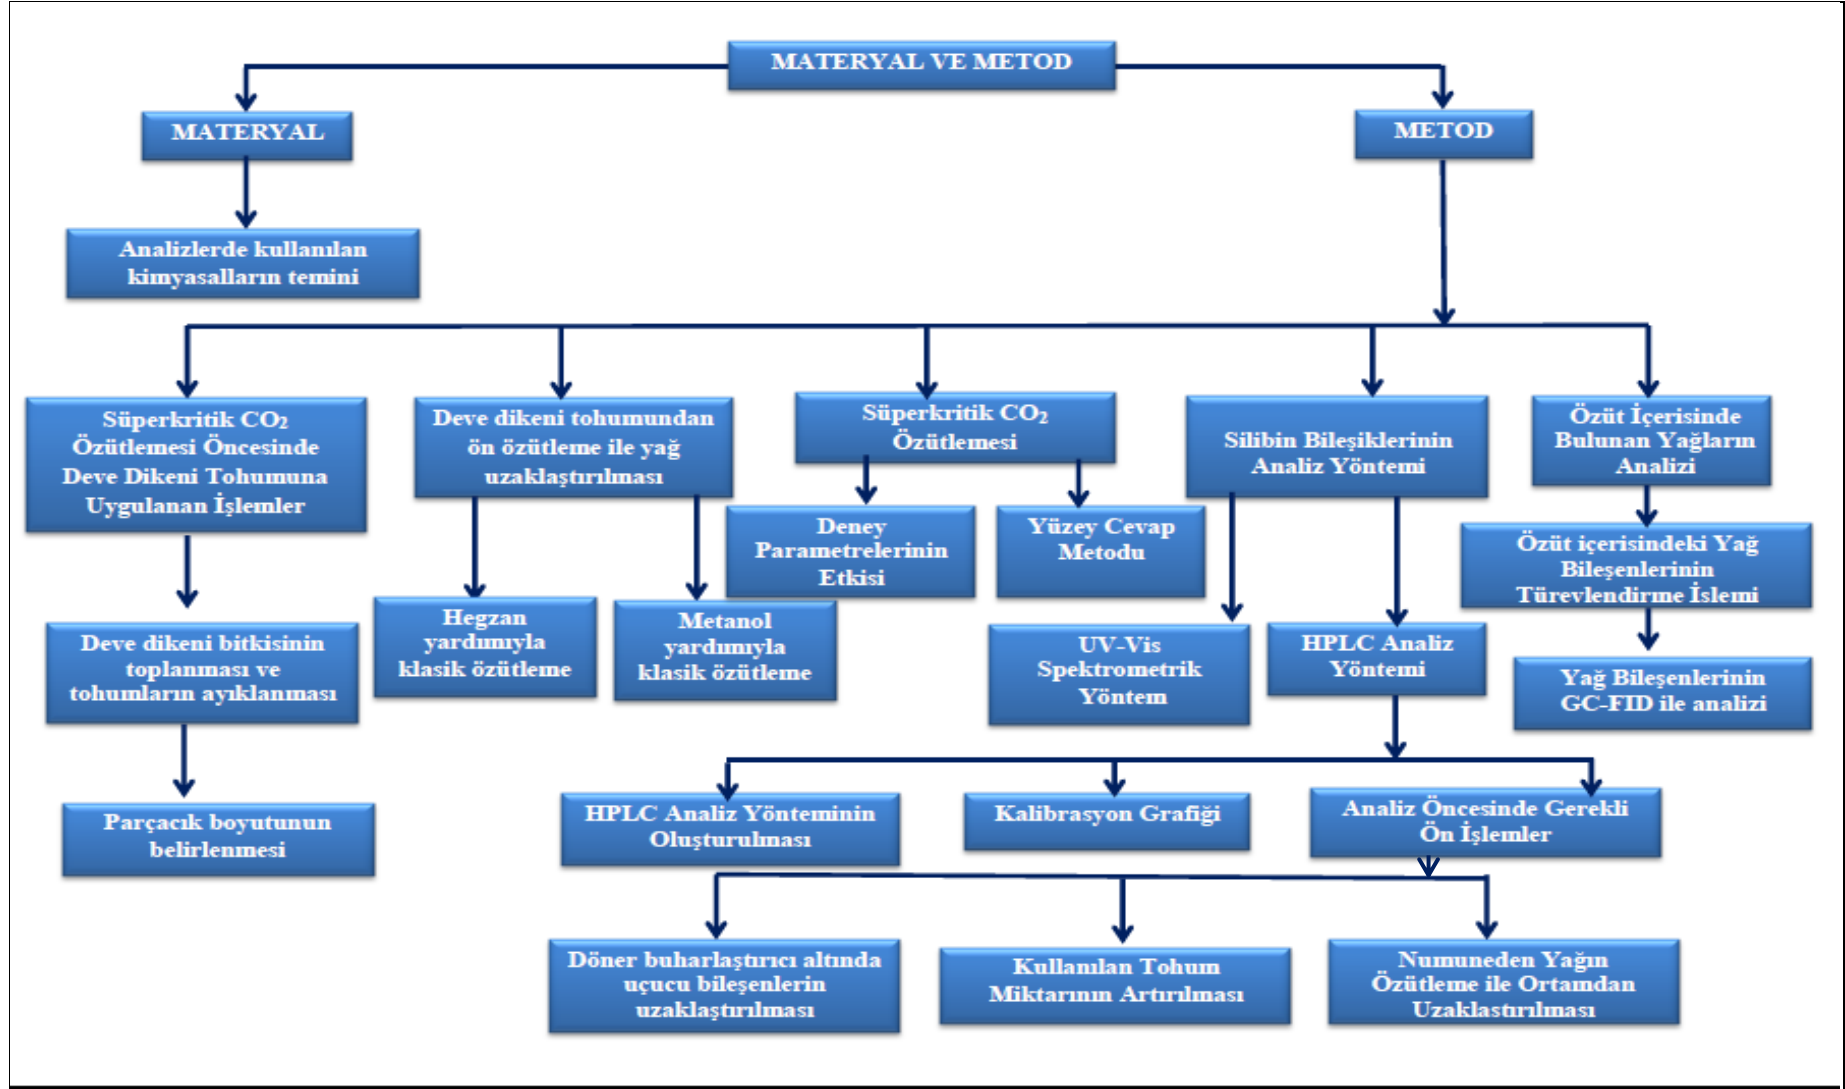 MATERYAL VE METOD
MATERYAL
METOD
Analizlerde kullanılan
kimyasalların temini
Süperkritik CO₂
Özütlemesi Öncesinde
Deve Dikeni Tohumuna
Uygulanan İşlemler
Deve dikeni tohumundan
ön özütleme ile yağ
uzaklaştırılması
Süperkritik CO₂
Özütlemesi
Silibin Bileşiklerinin
Analiz Yöntemi
Özüt İçerisinde
Bulunan Yağların
Analizi
Deney
Parametrelerinin
Etkisi
Yüzey Cevap
Metodu
Özüt içerisindeki Yağ
Bileşenlerinin
Türevlendirme İslemi
Hegzan
yardımıyla
klasik özütleme
Metanol
yardımıyla
klasik özütleme
Deve dikeni bitkisinin
toplanması ve
tohumların ayıklanması
UV-Vis
Spektrometrik
Yöntem
HPLC Analiz
Yöntemi
Yağ Bileşenlerinin
GC-FID ile analizi
Parçacık boyutunun
belirlenmesi
HPLC Analiz Yönteminin
Oluşturulması
Kalibrasyon Grafiği
Analiz Öncesinde Gerekli
Ön İşlemler
Döner buharlaştırıcı altında
uçucu bileşenlerin
uzaklaştırılması
Kullanılan Tohum
Miktarının Artırılması
Numuneden Yağın
Özütleme ile Ortamdan
Uzaklastırılması